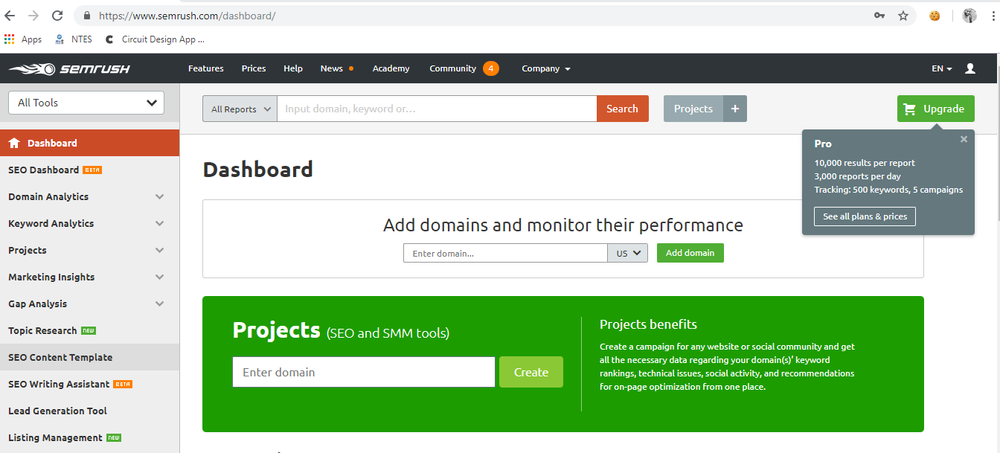 https://www.semrush.com/dashboard/
Apps NTES C Circuit Design App ...
SEMRUSH Features Prices Help News Academy Community 4 Company EN
All Tools
All Reports Input domain, keyword or... Search Projects + Upgrade
Dashboard
SEO Dashboard BETA
Domain Analytics
Keyword Analytics
Projects
Marketing Insights
Gap Analysis
Topic Research NEW
SEO Content Template
SEO Writing Assistant BETA
Lead Generation Tool
Listing Management NEW
Pro
10,000 results per report
3,000 reports per day
Tracking: 500 keywords, 5 campaigns
See all plans & prices
Dashboard
Add domains and monitor their performance
Enter domain... US Add domain
Projects (SEO and SMM tools)
Enter domain Create
Projects benefits
Create a campaign for any website or social community and get
all the necessary data regarding your domain(s)' keyword
rankings, technical issues, social activity, and recommendations
for on-page optimization from one place.